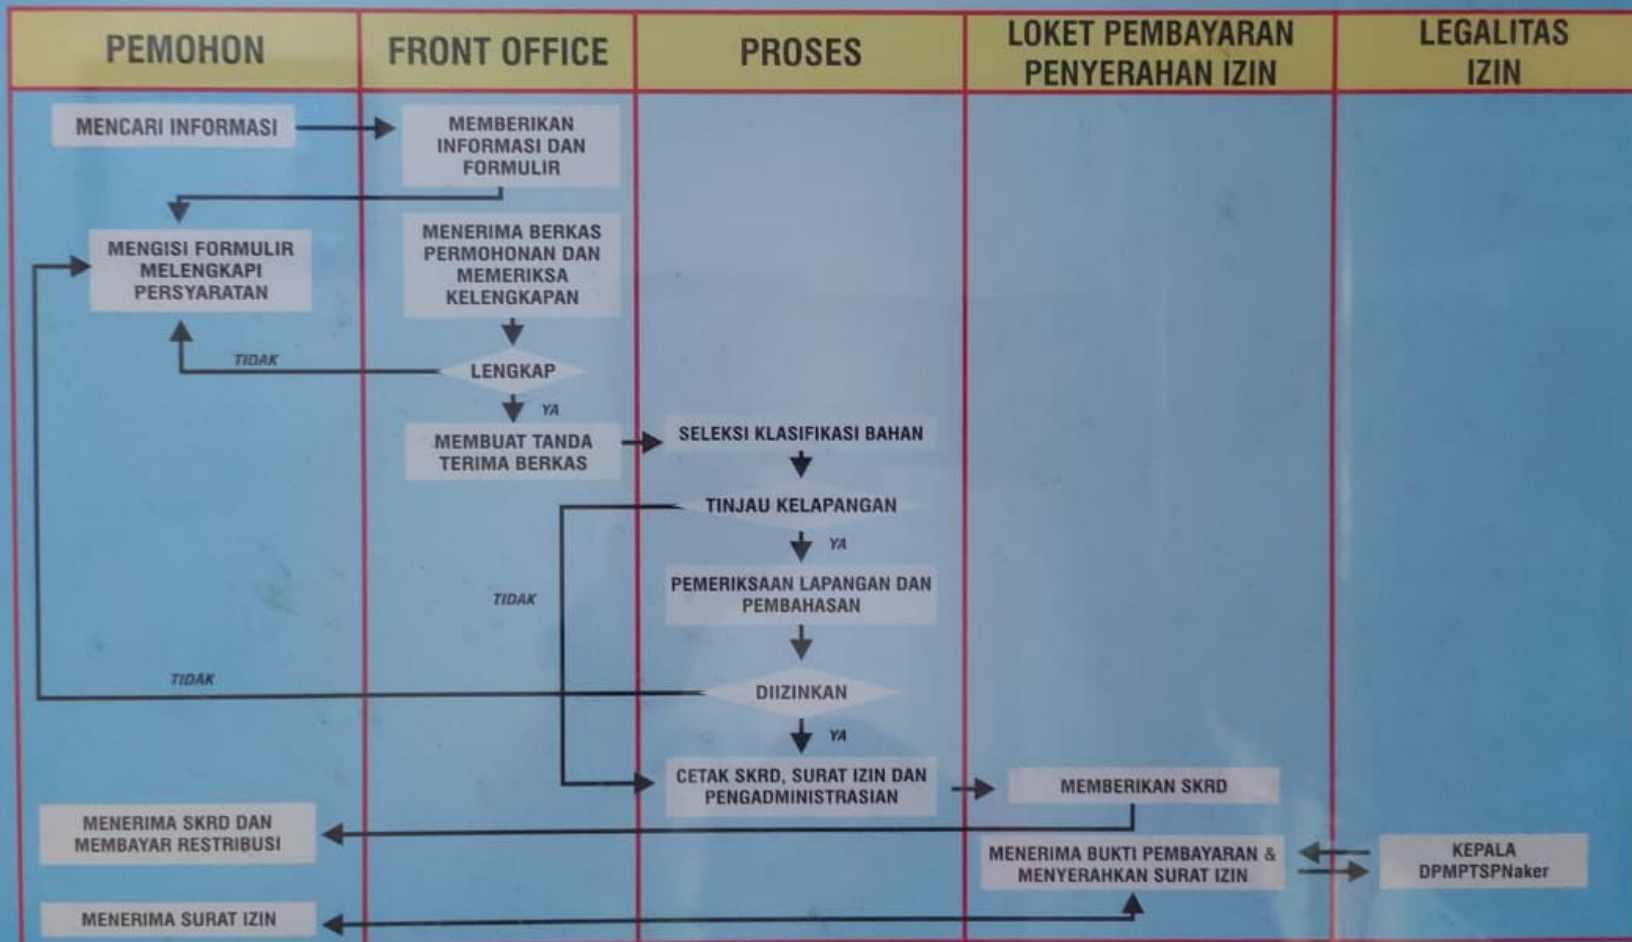 PEMOHON
FRONT OFFICE
PROSES
LOKET PEMBAYARAN
PENYERAHAN IZIN
LEGALITAS
IZIN
MENCARI INFORMASI
MEMBERIKAN
INFORMASI DAN
FORMULIR
MENGISI FORMULIR
MELENGKAPI
PERSYARATAN
MENERIMA BERKAS
PERMOHONAN DAN
MEMERIKSA
KELENGKAPAN
TIDAK
LENGKAP
YA
MEMBUAT TANDA
TERIMA BERKAS
SELEKSI KLASIFIKASI BAHAN
TINJAU KELAPANGAN
YA
TIDAK
PEMERIKSAAN LAPANGAN DAN
PEMBAHASAN
TIDAK
DIIZINKAN
YA
CETAK SKRD, SURAT IZIN DAN
PENGADMINISTRASIAN
MEMBERIKAN SKRD
MENERIMA SKRD DAN
MEMBAYAR RESTRIBUSI
MENERIMA BUKTI PEMBAYARAN &
MENYERAHKAN SURAT IZIN
KEPALA
DPMPTSPNaker
MENERIMA SURAT IZIN